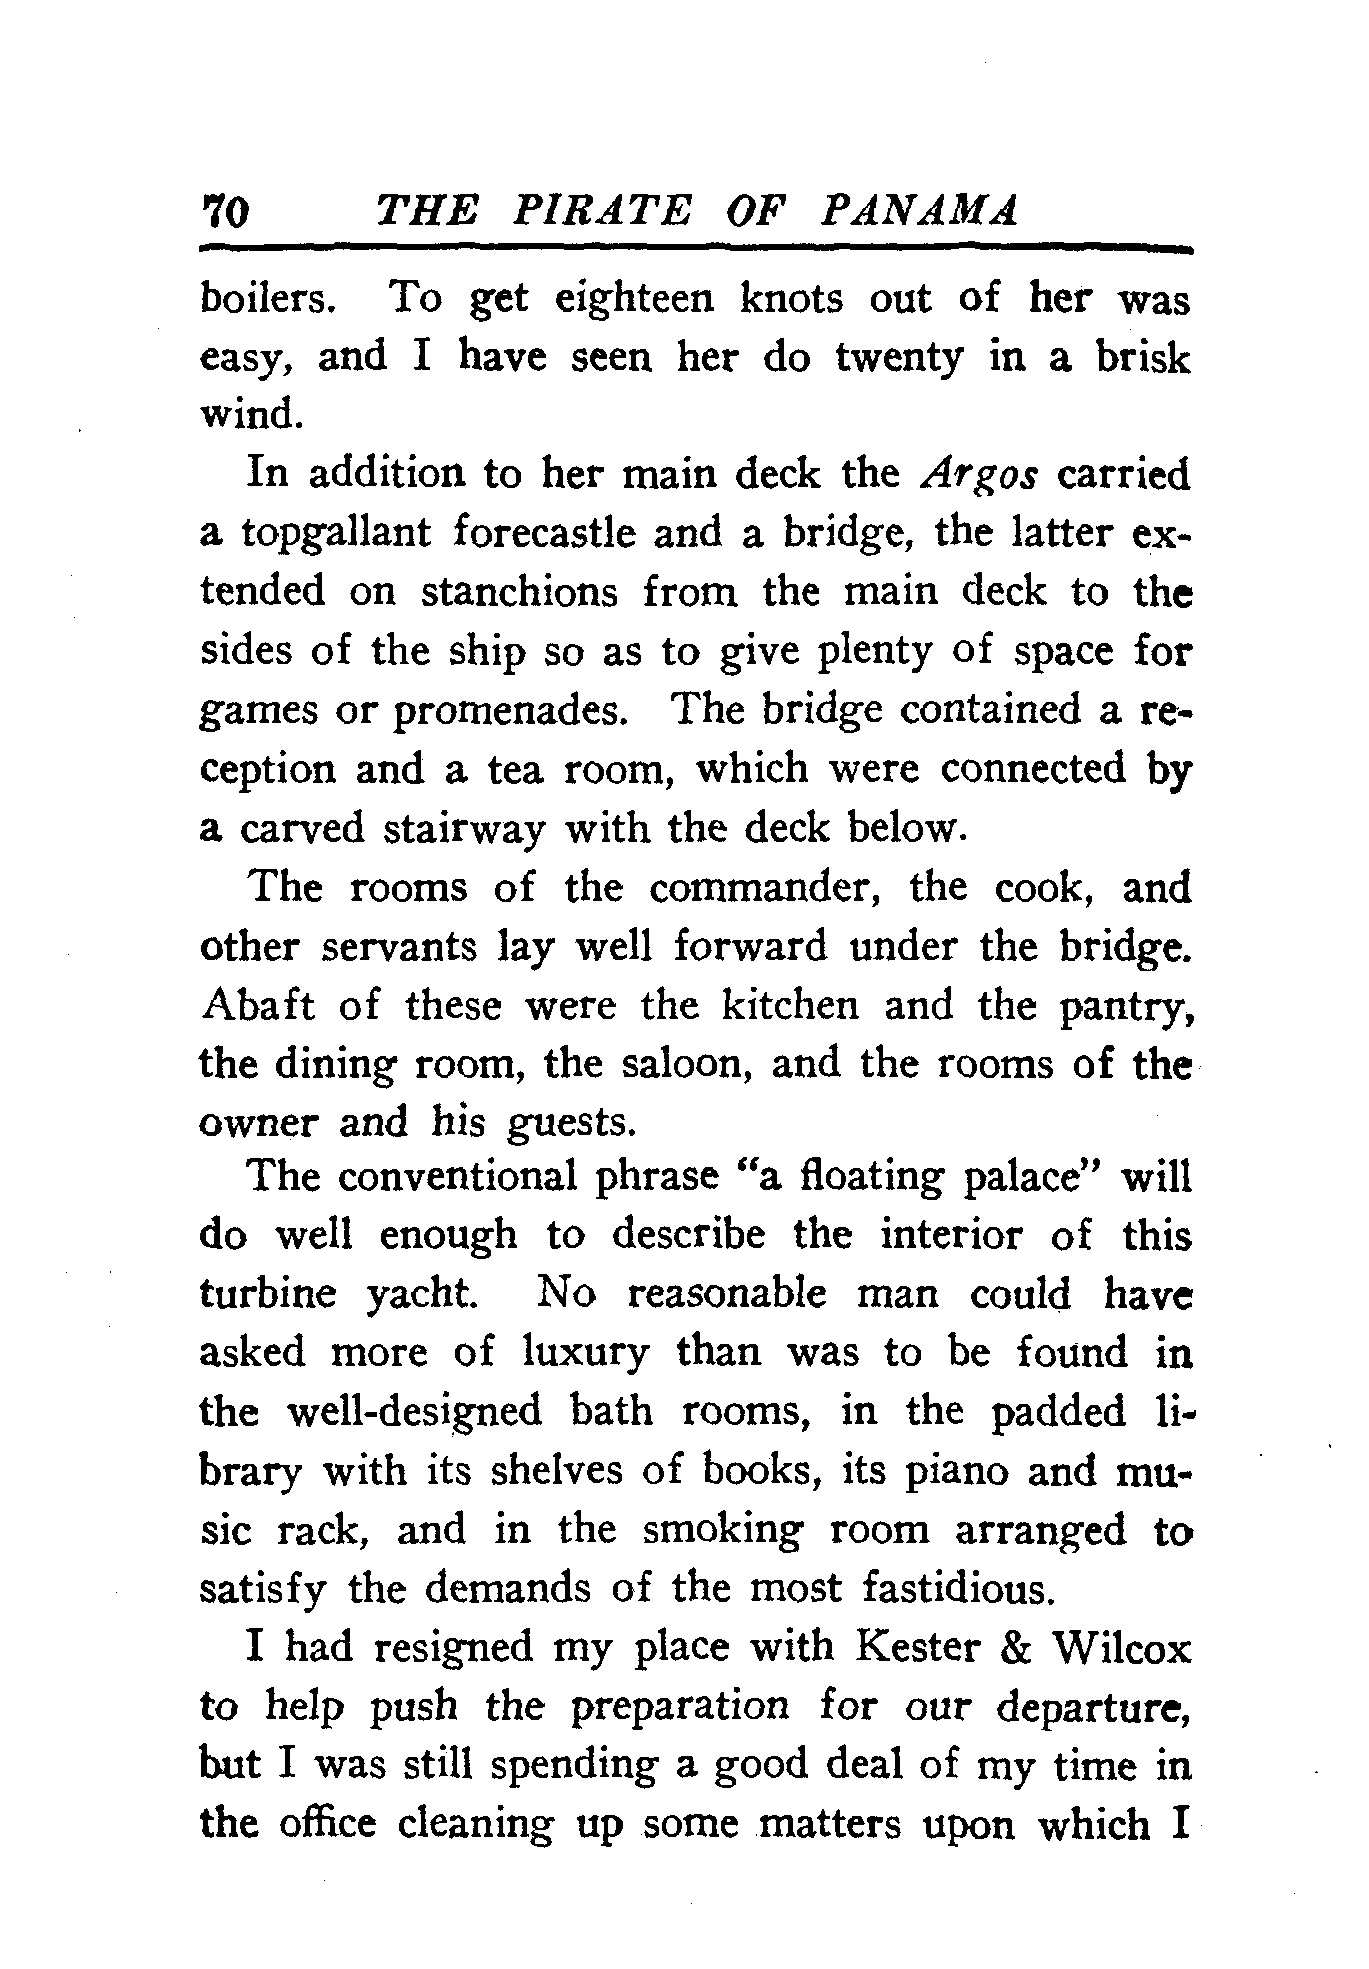 70 THE PIRATE OF PANAMA
boilers. To get eighteen knots out of her was
easy, and I have seen her do twenty in a brisk
wind.
In addition to her main deck the Argos carried
a topgallant forecastle and a bridge, the latter ex-
tended on stanchions from the main deck to the
sides of the ship so as to give plenty of space for
games or promenades. The bridge contained a re-
ception and a tea room, which were connected by
a carved stairway with the deck below.
The rooms of the commander, the cook, and
other servants lay well forward under the bridge.
Abaft of these were the kitchen and the pantry,
the dining room, the saloon, and the rooms of the
owner and his guests.
The conventional phrase “a floating palace” will
do well enough to describe the interior of this
turbine yacht. No reasonable man could have
asked more of luxury than was to be found in
the well-designed bath rooms, in the padded li-
brary with its shelves of books, its piano and mu-
sic rack, and in the smoking room arranged to
satisfy the demands of the most fastidious.
I had resigned my place with Kester & Wilcox
to help push the preparation for our departure,
but I was still spending a good deal of my time in
the office cleaning up some matters upon which I